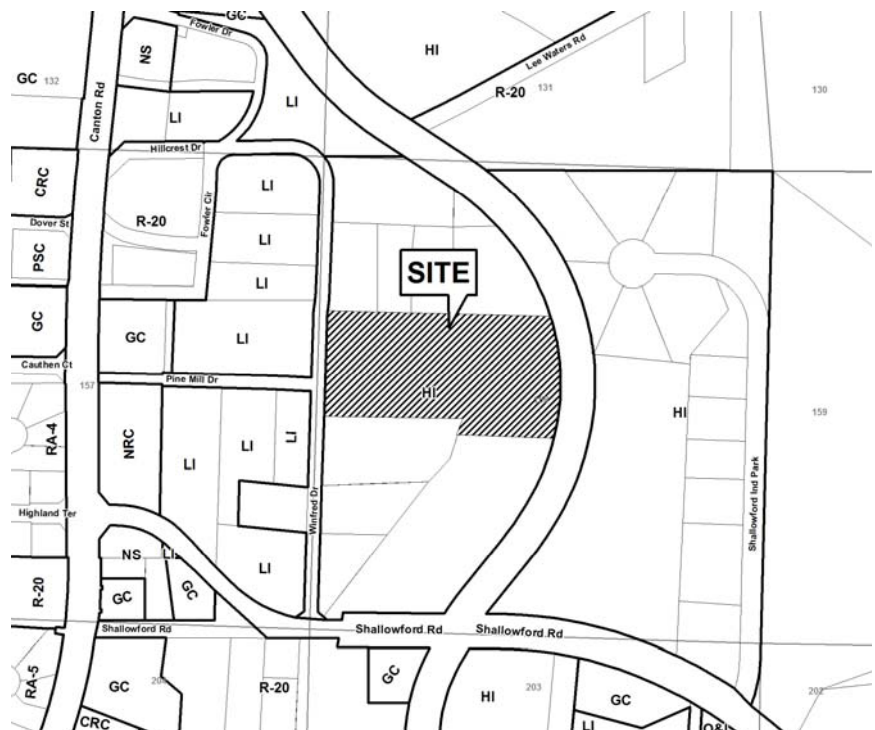 GC
Fowler Dr
NS
HI
Lee Waters Rd
GC
132
R-20
131
130
Canton Rd
LI
LI
Hillcrest Dr
CRC
LI
R-20
Fowler Cir
Dover St
PSC
LI
SITE
LI
GC
GC
LI
Cauthen Ct
Pine Mill Dr
157
HI
HI
159
RA-4
NRC
LI
LI
LI
Winfred Dr
Shallowford Ind Park
Highland Ter
NS
LI
LI
R-20
GC
GC
Shallowford Rd
Shallowford Rd
Shallowford Rd
RA-5
GC
204
R-20
GC
HI
203
GC
202
CRC
LI
O&I